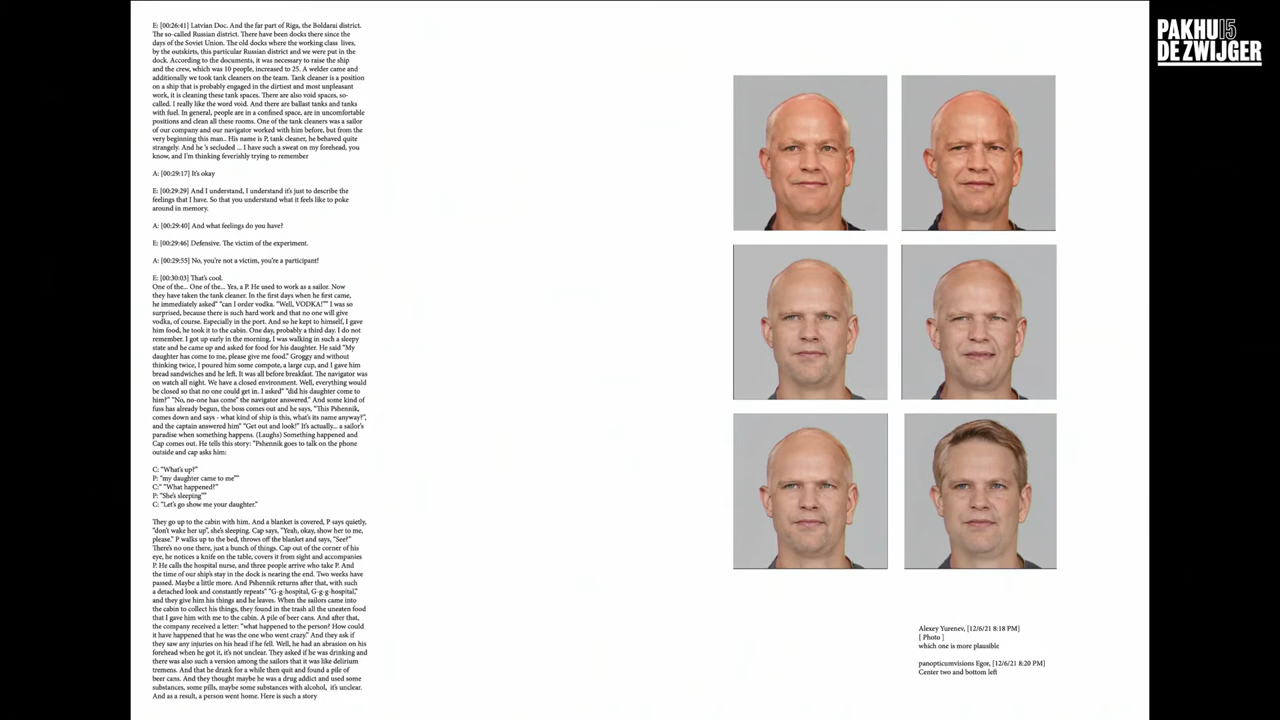 E: [00:26:41] Latvian Doc. And the far part of Riga, the Boldarai district.
The so-called Russian district. There have been docks there since the
days of the Soviet Union. The old docks where the working class lives,
by the outskirts, this particular Russian district and we were put in the
dock. According to the documents, it was necessary to raise the ship
and the crew, which was 10 people, increased to 25. A welder came and
additionally we took tank cleaners on the team. Tank cleaner is a position
on a ship that is probably engaged in the dirtiest and most unpleasant
work, it is cleaning these tank spaces. There are also void spaces, so-
called. I really like the word void. And there are ballast tanks and tanks
with fuel. In general, people are in a confined space, are in uncomfortable
positions and clean all these rooms. One of the tank cleaners was a sailor
of our company and our navigator worked with him before, but from the
very beginning this man.. His name is P, tank cleaner, he behaved quite
strangely. And he 's secluded ... I have such a sweat on my forehead, you
know, and I'm thinking feverishly trying to remember
A: [00:29:17] It's okay
E: [00:29:29] And I understand, I understand it's just to describe the
feelings that I have. So that you understand what it feels like to poke
around in memory.
A: [00:29:40] And what feelings do you have?
E: [00:29:46] Defensive. The victim of the experiment.
A: [00:29:55] No, you're not a victim, you're a participant!
E: [00:30:03] That's cool.
One of the... One of the... Yes, a P. He used to work as a sailor. Now
they have taken the tank cleaner. In the first days when he first came,
he immediately asked" "can I order vodka. "Well, VODKA!"" I was so
surprised, because there is such hard work and that no one will give
vodka, of course. Especially in the port. And so he kept to himself, I gave
him food, he took it to the cabin. One day, probably a third day. I do not
remember. I got up early in the morning, I was walking in such a sleepy
state and he came up and asked for food for his daughter. He said "My
daughter has come to me, please give me food." Groggy and without
thinking twice, I poured him some compote, a large cup, and I gave him
bread sandwiches and he left. It was all before breakfast. The navigator was
on watch all night. We have a closed environment. Well, everything would
be closed so that no one could get in. I asked" "did his daughter come to
him?" "No, no-one has come" the navigator answered." And some kind of
fuss has already begun, the boss comes out and he says, "This Pshennik,
comes down and says - what kind of ship is this, what's its name anyway?",
and the captain answered him" "Get out and look!" It's actually... a sailor's
paradise when something happens. (Laughs) Something happened and
Cap comes out. He tells this story: "Pshennik goes to talk on the phone
outside and cap asks him:
C: "What's up?"
P: "my daughter came to me""
C:" "What happened?"
P: "She's sleeping""
C: "Let's go show me your daughter."
They go up to the cabin with him. And a blanket is covered, P says quietly,
"don't wake her up", she's sleeping. Cap says, "Yeah, okay, show her to me,
please." P walks up to the bed, throws off the blanket and says, "See?"
There's no one there, just a bunch of things. Cap out of the corner of his
eye, he notices a knife on the table, covers it from sight and accompanies
P. He calls the hospital nurse, and three people arrive who take P. And
the time of our ship's stay in the dock is nearing the end. Two weeks have
passed. Maybe a little more. And Pshennik returns after that, with such
a detached look and constantly repeats" "G-g-hospital, G-g-g-hospital,"
and they give him his things and he leaves. When the sailors came into
the cabin to collect his things, they found in the trash all the uneaten food
that I gave him with me to the cabin. A pile of beer cans. And after that,
the company received a letter: "what happened to the person? How could
it have happened that he was the one who went crazy." And they ask if
they saw any injuries on his head if he fell. Well, he had an abrasion on his
forehead when he got it, it's not unclear. They asked if he was drinking and
there was also such a version among the sailors that it was like delirium
tremens. And that he drank for a while then quit and found a pile of
beer cans. And they thought maybe he was a drug addict and used some
substances, some pills, maybe some substances with alcohol, it's unclear.
And as a result, a person went home. Here is such a story
Alexey Yurenev, [12/6/21 8:18 PM]
[ Photo ]
which one is more plausible
panopticumvisions Egor, [12/6/21 8:20 PM]
Center two and bottom left
PAKHUIS
DE ZWIJGER